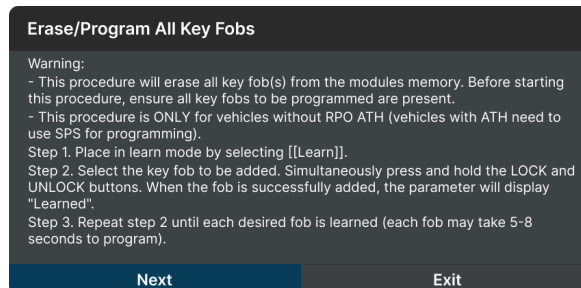 Erase/Program All Key Fobs
Warning:
- This procedure will erase all key fob(s) from the modules memory. Before starting
this procedure, ensure all key fobs to be programmed are present.
- This procedure is ONLY for vehicles without RPO ATH (vehicles with ATH need to
use SPS for programming).
Step 1. Place in learn mode by selecting [[Learn]].
Step 2. Select the key fob to be added. Simultaneously press and hold the LOCK and
UNLOCK buttons. When the fob is successfully added, the parameter will display
"Learned".
Step 3. Repeat step 2 until each desired fob is learned (each fob may take 5-8
seconds to program).
Next
Exit